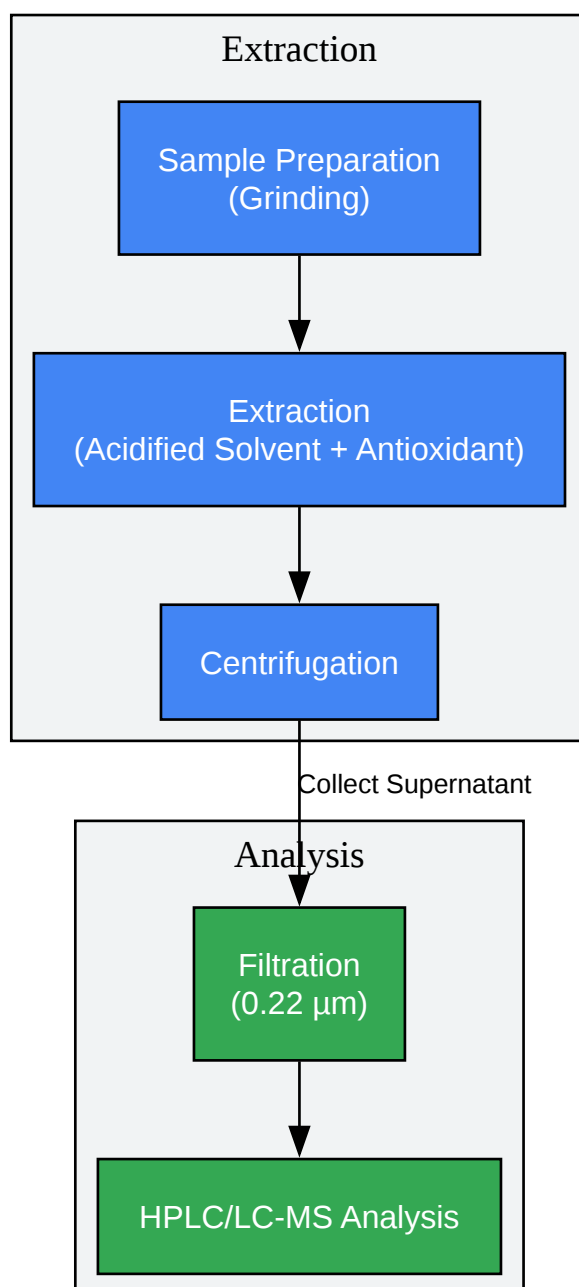 Extraction
Sample Preparation
(Grinding)
Extraction
(Acidified Solvent + Antioxidant)
Centrifugation
Collect Supernatant
Analysis
Filtration
(0.22 µm)
HPLC/LC-MS Analysis